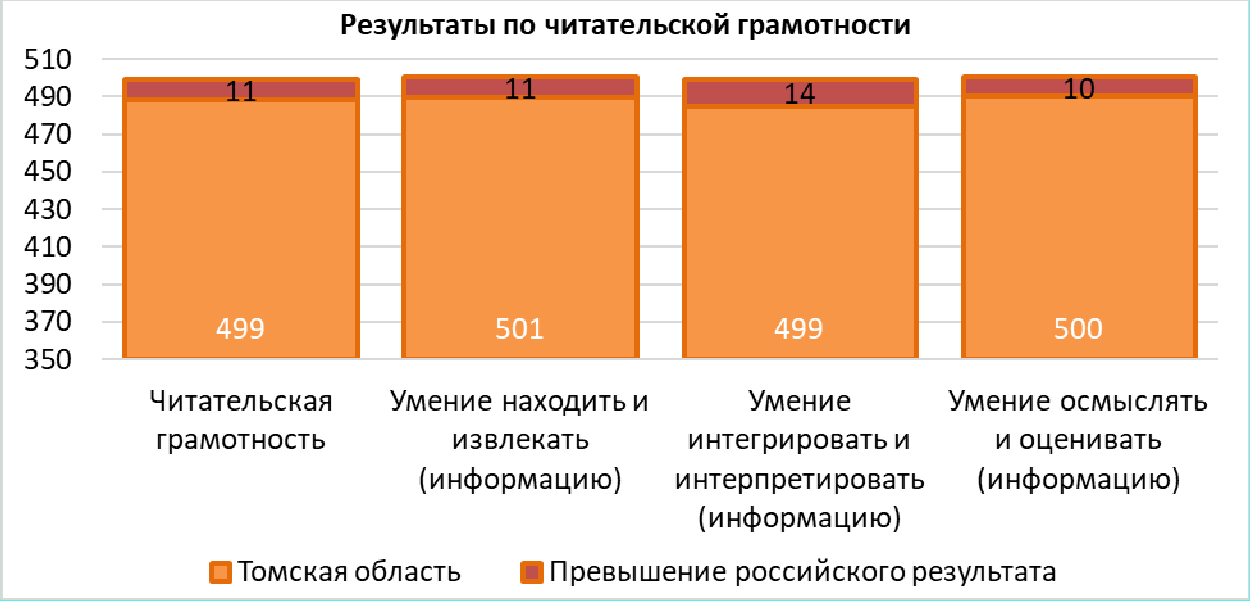 Результаты по читательской грамотности
510
490
470
450
430
410
390
370
350
11
11
14
10
499
501
499
500
Читательская
грамотность
Умение находить и
извлекать
(информацию)
Умение
интегрировать и
интерпретировать
(информацию)
Умение осмыслять
и оценивать
(информацию)
Томская область
Превышение российского результата